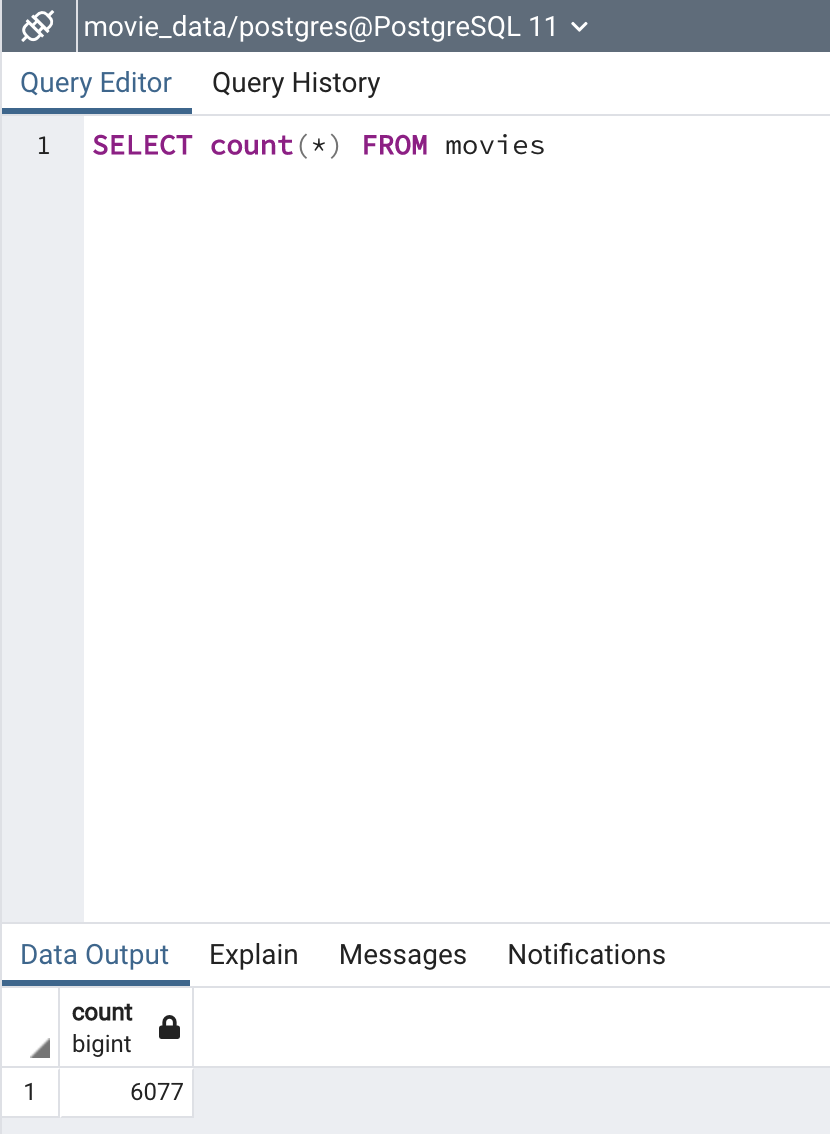 movie_data/postgres@PostgreSQL 11
Query Editor Query History
1 SELECT count(*) FROM movies
Data Output Explain Messages Notifications
count
bigint
1 6077